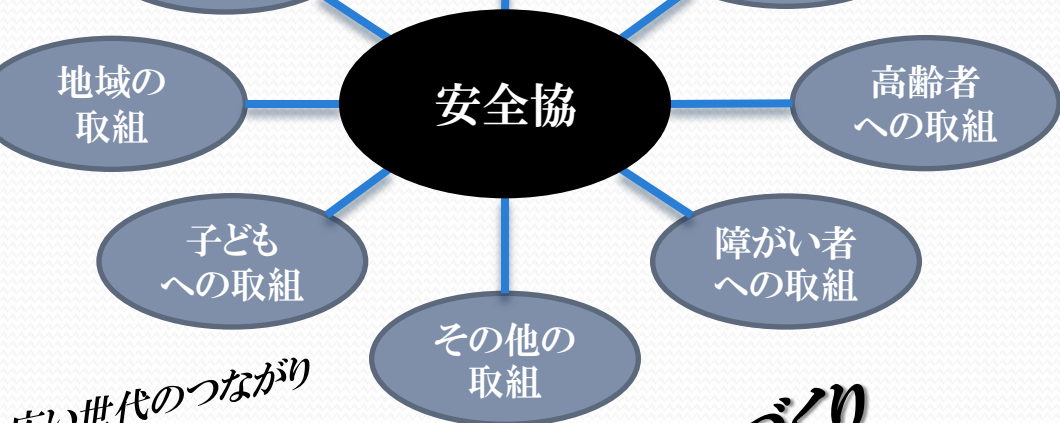 安全協
地域の
取組
高齢者
への取組
子ども
への取組
障がい者
への取組
その他の
取組
広い世代のつながり
づくり